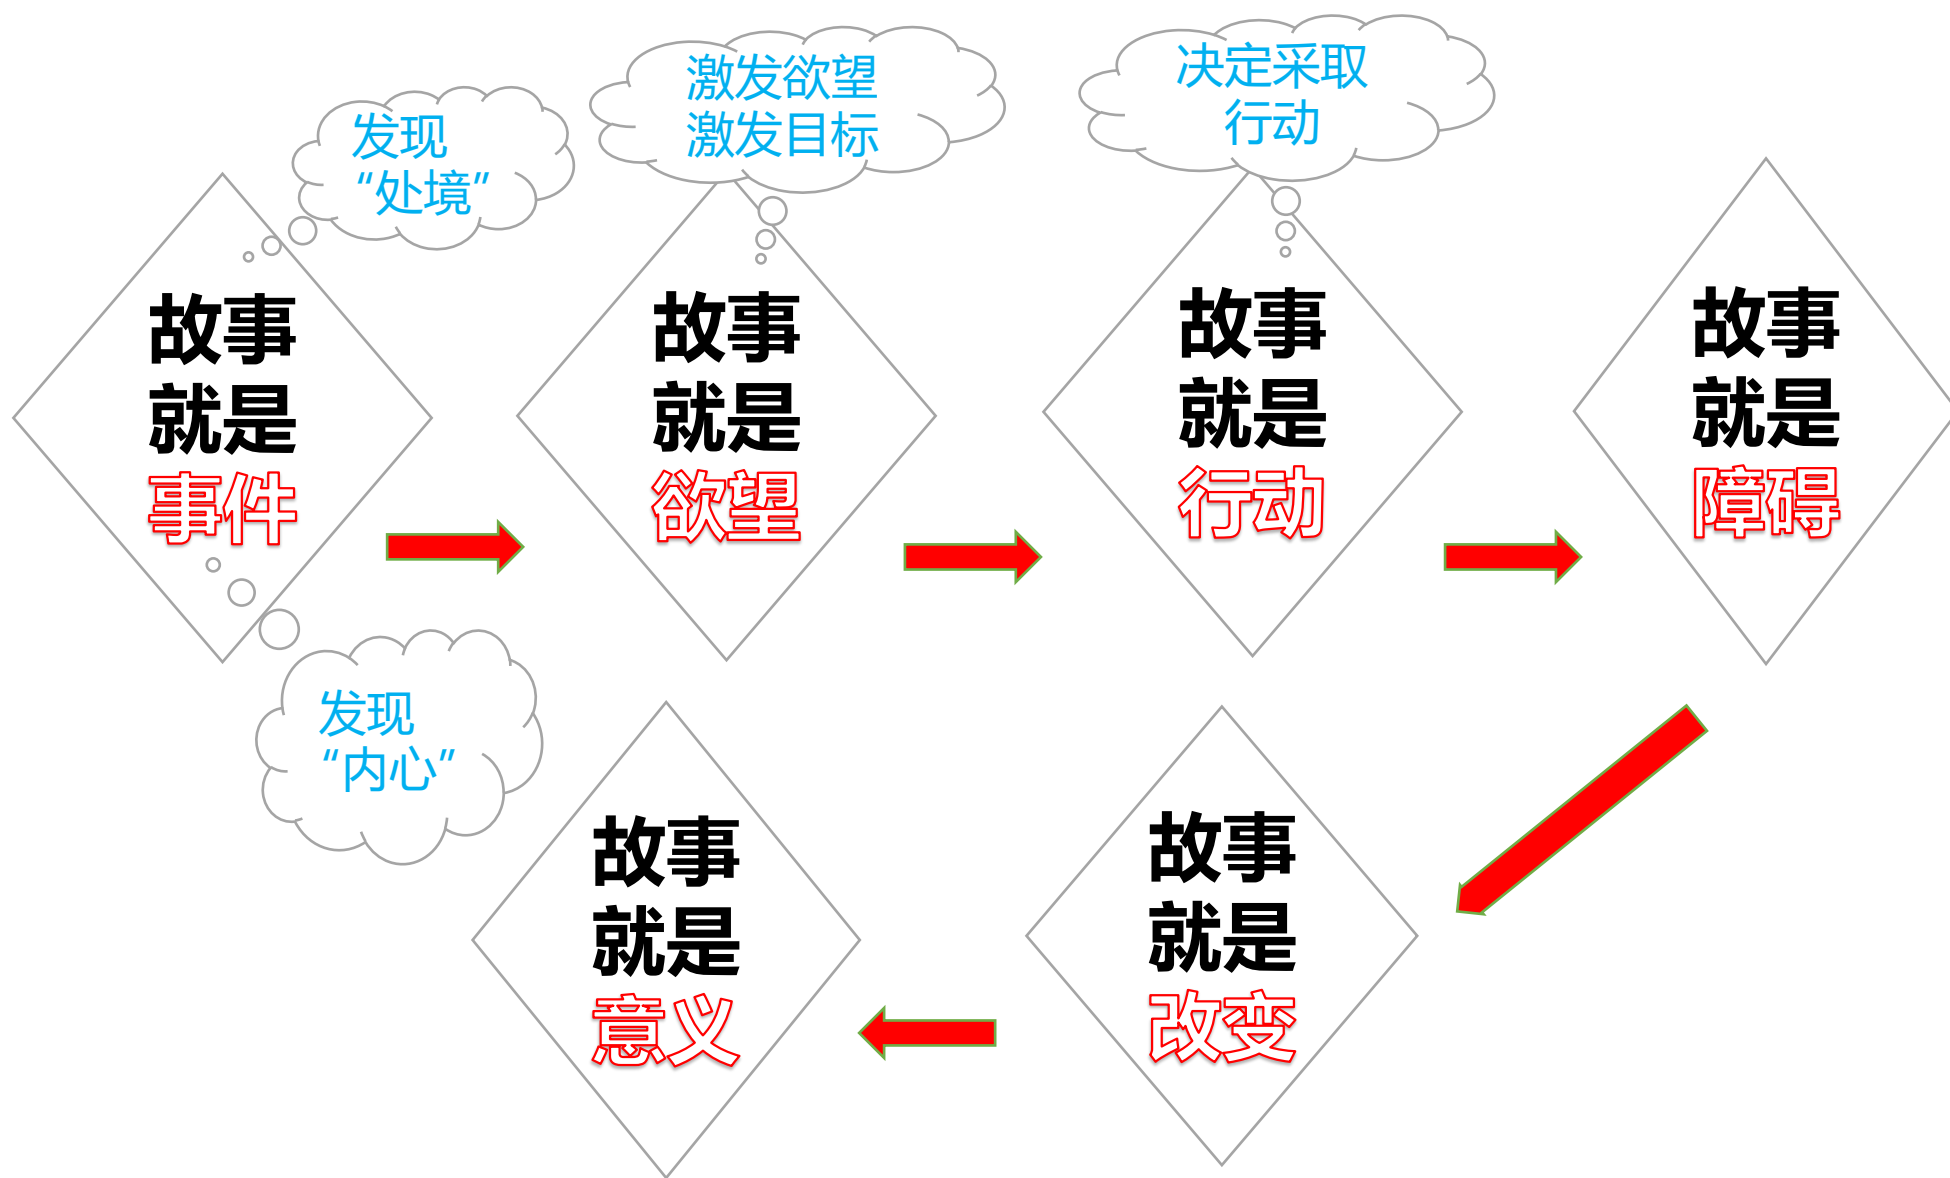 发现
“处境”
激发欲望
激发目标
决定采取
行动
故事
就是
事件
故事
就是
欲望
故事
就是
行动
故事
就是
障碍
发现
“内心”
故事
就是
意义
故事
就是
改变